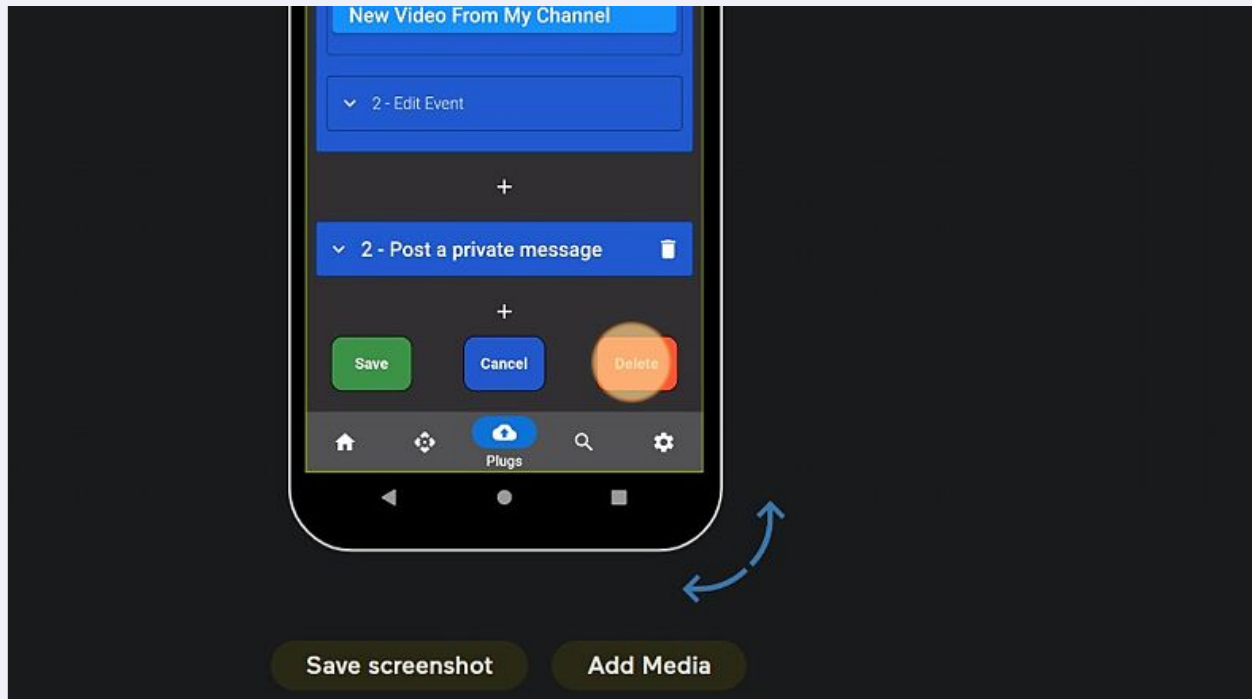 New Video From My Channel
2 - Edit Event
+
2 - Post a private message
+
Save Cancel Delete
Plugs
Save screenshot Add Media